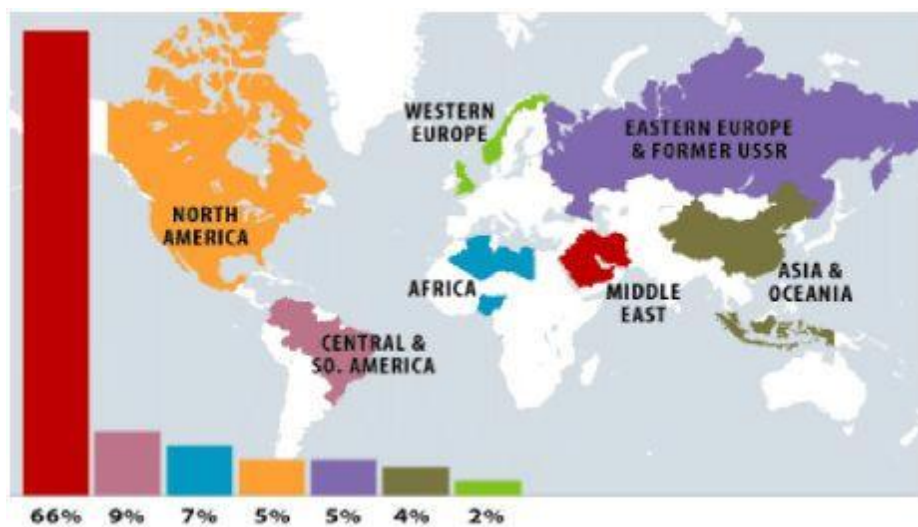 WESTERN
EUROPE
EASTERN EUROPE
& FORMER USSR
NORTH
AMERICA
AFRICA
MIDDLE
EAST
ASIA &
OCEANIA
CENTRAL &
SO. AMERICA
66% 9% 7% 5% 5% 4% 2%